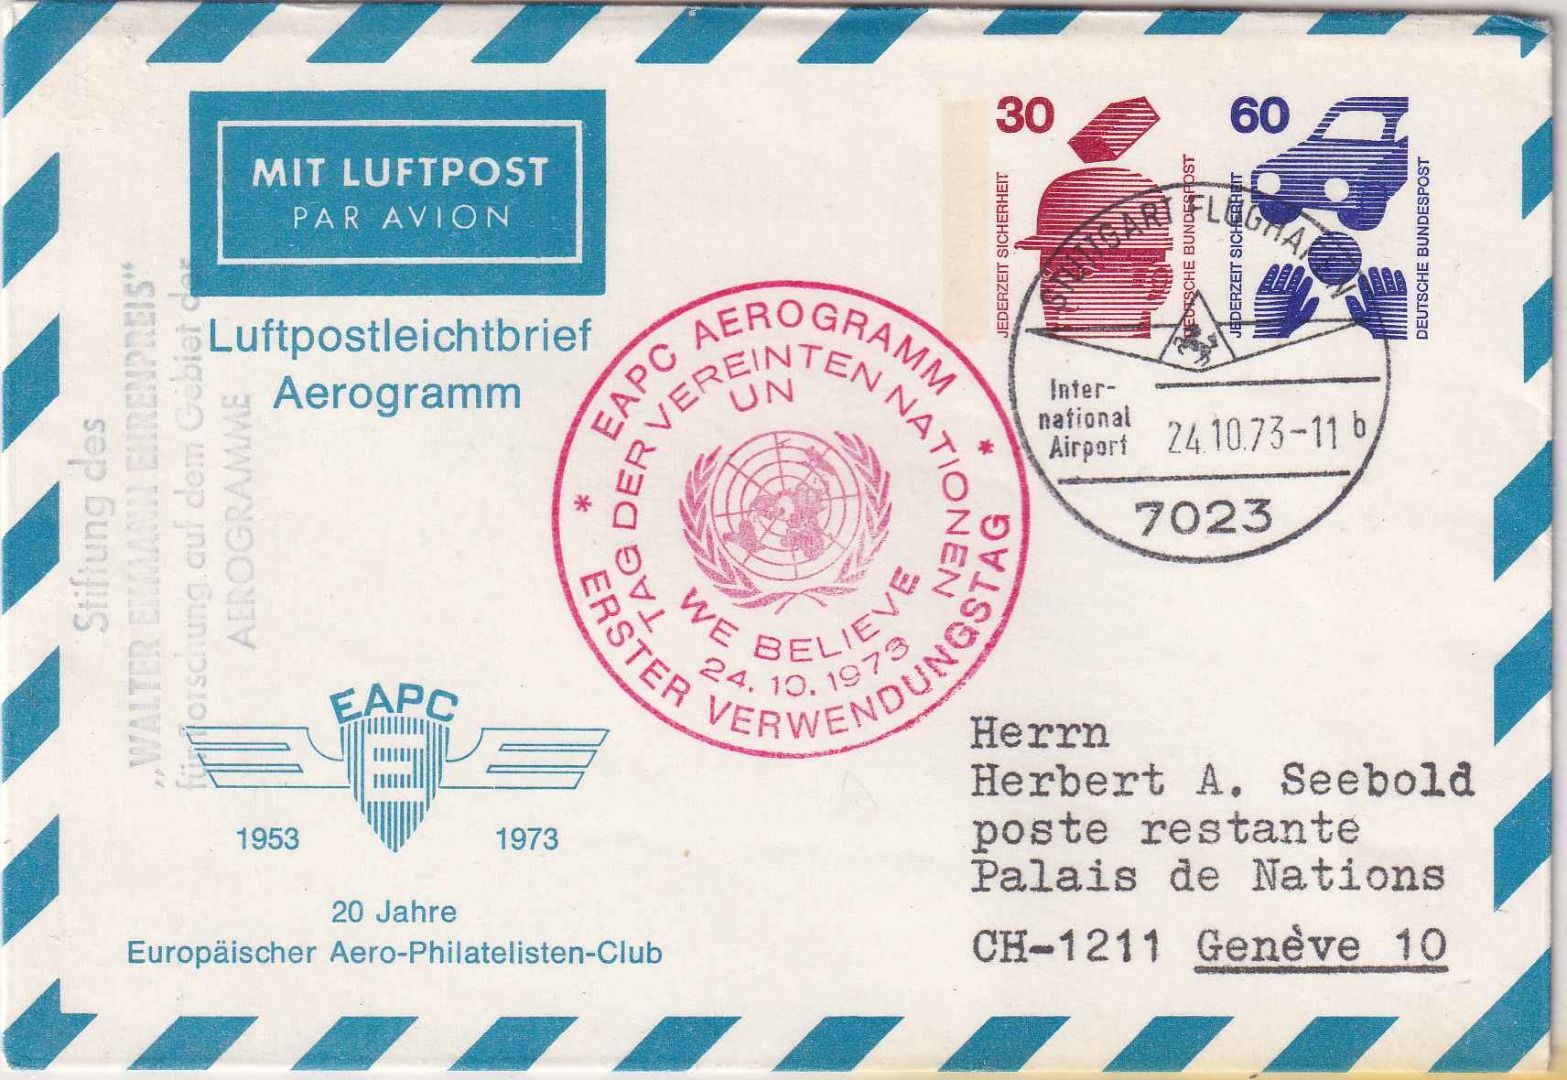 MIT LUFTPOST
PAR AVION
Luftpostleichtbrief
Aerogramm
Stiftung des
„WALTER EHMANN EHRENPREIS“
für Forschung auf dem Gebiet der
AEROGRAMME
30
JEDERZEIT SICHERHEIT
DEUTSCHE BUNDESPOST
60
JEDERZEIT SICHERHEIT
DEUTSCHE BUNDESPOST
STUTTGART FLUGHAFEN
Inter-
national
Airport
24.10.73-11 b
7023
* EAPC AEROGRAMM *
TAG DER VEREINTEN NATIONEN
UN
WE BELIEVE
24.10.1973
ERSTER VERWENDUNGSTAG
EAPC
1953 1973
20 Jahre
Europäischer Aero-Philatelisten-Club
Herrn
Herbert A. Seebold
poste restante
Palais de Nations
CH-1211 Genève 10